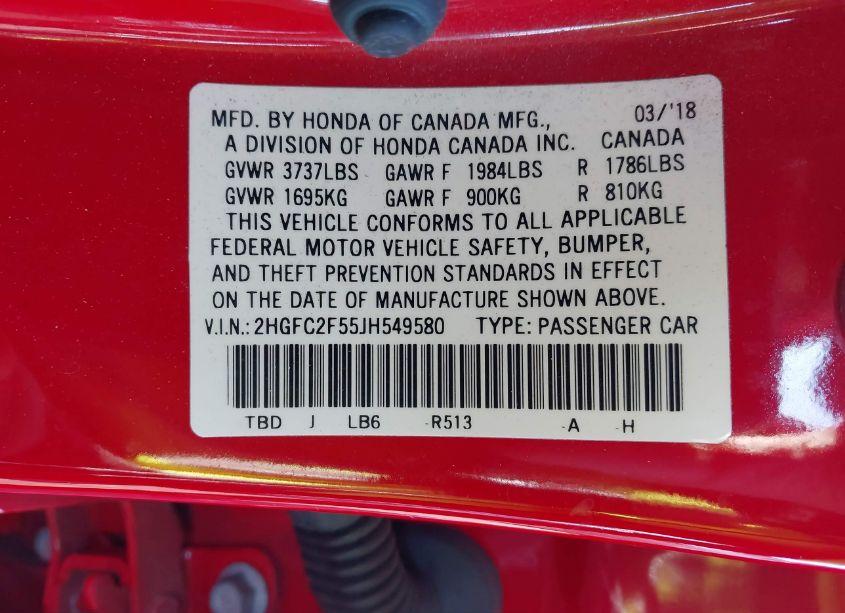 MFD. BY HONDA OF CANADA MFG., 03/'18
A DIVISION OF HONDA CANADA INC. CANADA
GVWR 3737LBS GAWR F 1984LBS R 1786LBS
GVWR 1695KG GAWR F 900KG R 810KG
THIS VEHICLE CONFORMS TO ALL APPLICABLE
FEDERAL MOTOR VEHICLE SAFETY, BUMPER,
AND THEFT PREVENTION STANDARDS IN EFFECT
ON THE DATE OF MANUFACTURE SHOWN ABOVE.
V.I.N.: 2HGFC2F55JH549580 TYPE: PASSENGER CAR
TBD J LB6 -R513 -A -H